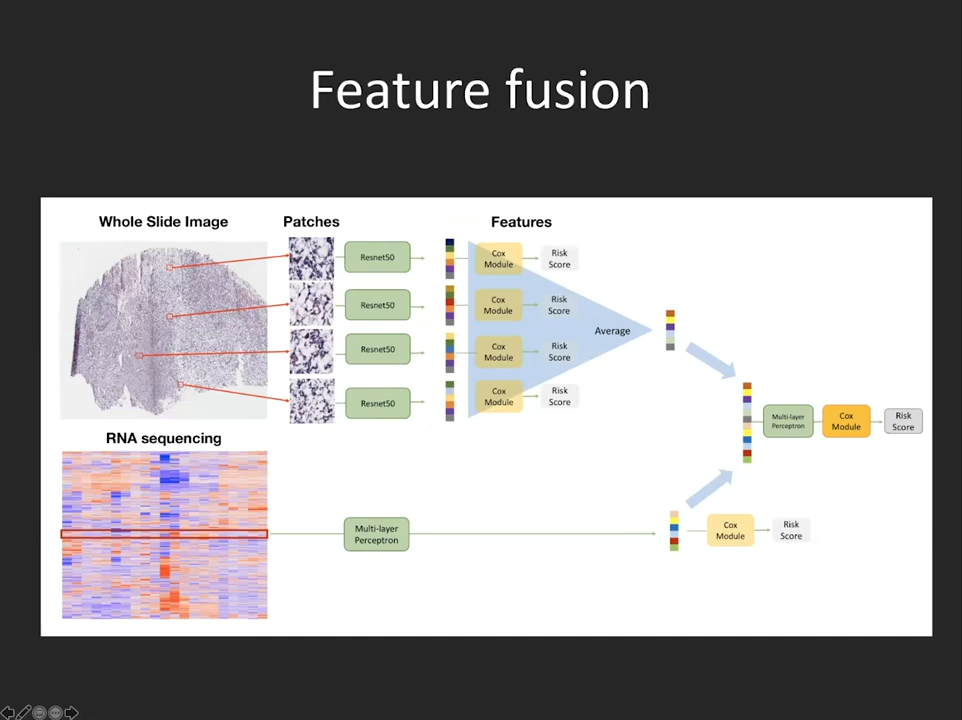 Feature fusion
Whole Slide Image
Patches
Features
Resnet50
Cox
Module
Risk
Score
Resnet50
Cox
Module
Risk
Score
Average
Resnet50
Cox
Module
Risk
Score
Resnet50
Cox
Module
Risk
Score
Multi-layer
Perceptron
Cox
Module
Risk
Score
RNA sequencing
Multi-layer
Perceptron
Cox
Module
Risk
Score